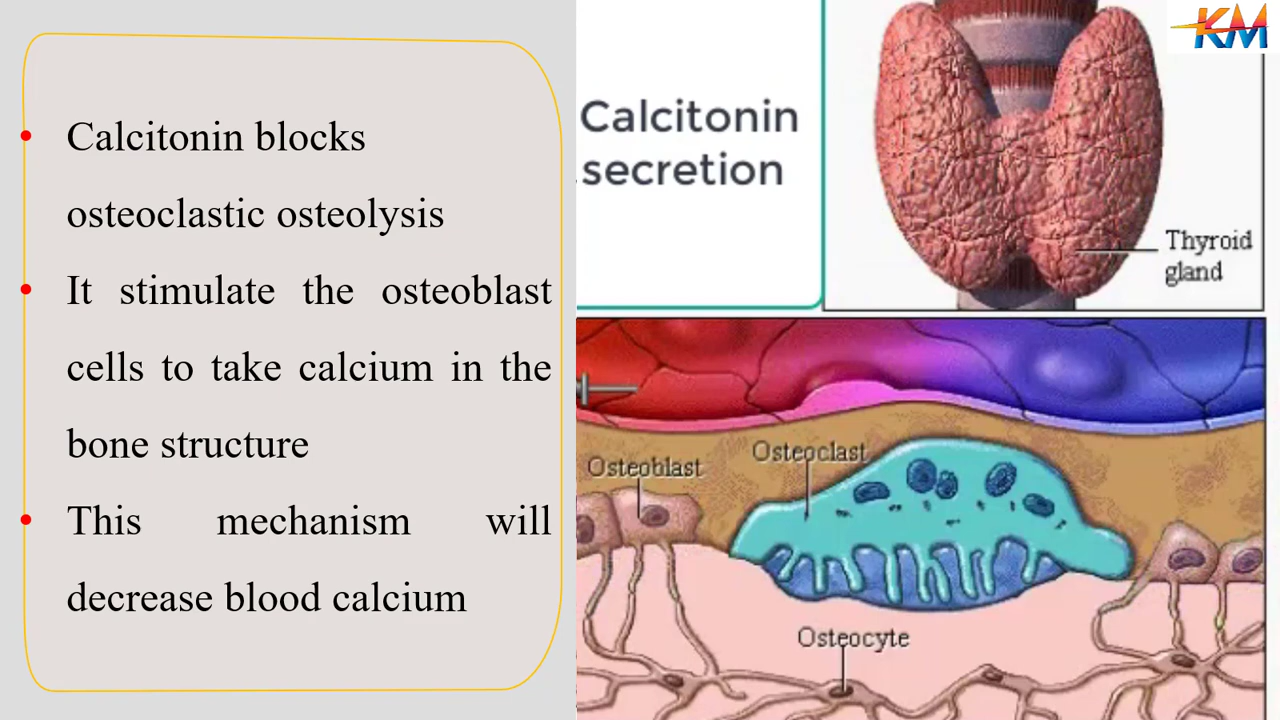 • Calcitonin blocks
osteoclastic osteolysis
• It stimulate the osteoblast
cells to take calcium in the
bone structure
• This mechanism will
decrease blood calcium
Calcitonin
secretion
KM
Thyroid
gland
Osteoblast
Osteoclast
Osteocyte